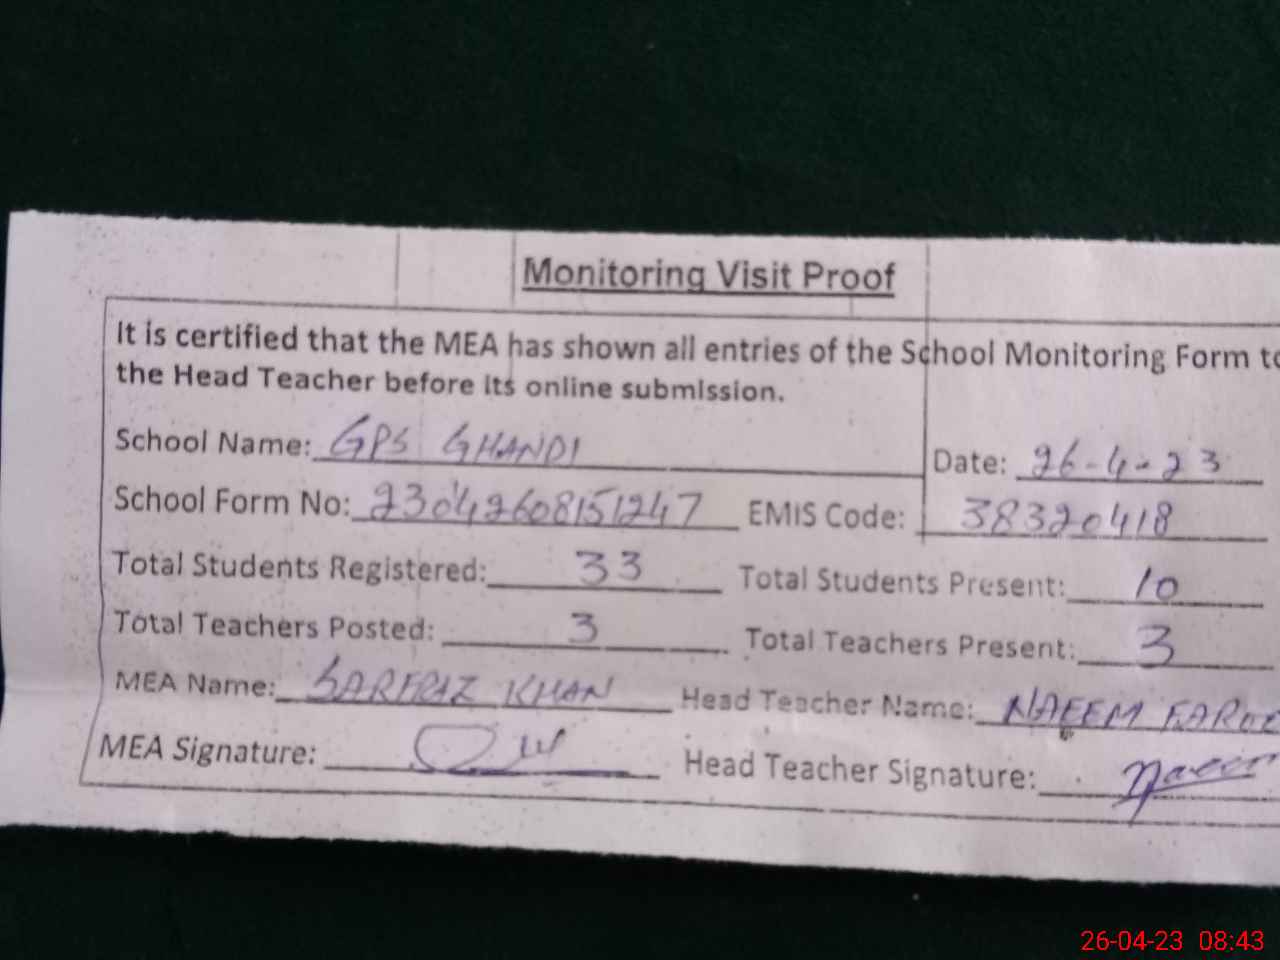 Monitoring Visit Proof
It is certified that the MEA has shown all entries of the School Monitoring Form to
the Head Teacher before its online submission.
School Name: GPS GHANDI Date: 26-4-23
School Form No: 23042608151247 EMIS Code: 38320418
Total Students Registered: 33 Total Students Present: 10
Total Teachers Posted: 3 Total Teachers Present: 3
MEA Name: SARFRAZ KHAN Head Teacher Name: NAEEM
MEA Signature: Head Teacher Signature:
26-04-23 08:43